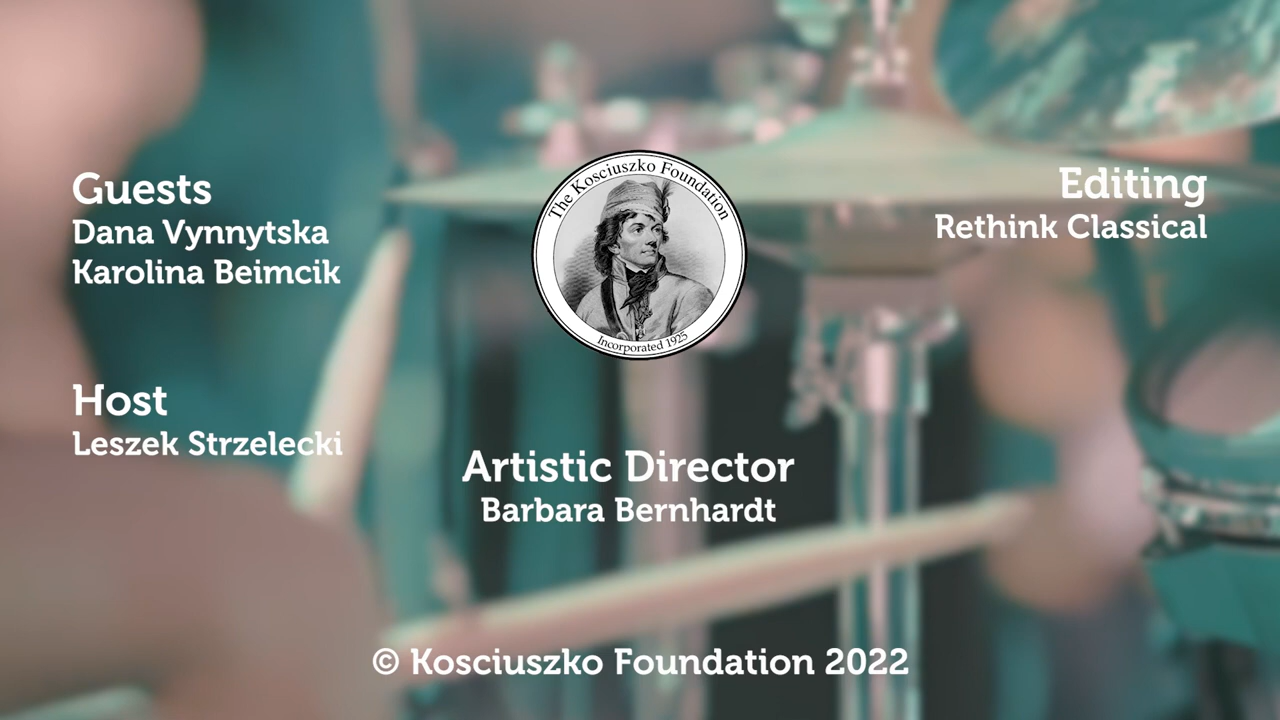 Guests
Dana Vynnytska
Karolina Beimcik
Host
Leszek Strzelecki
The Kosciuszko Foundation
Incorporated 1925
Artistic Director
Barbara Bernhardt
Editing
Rethink Classical
© Kosciuszko Foundation 2022